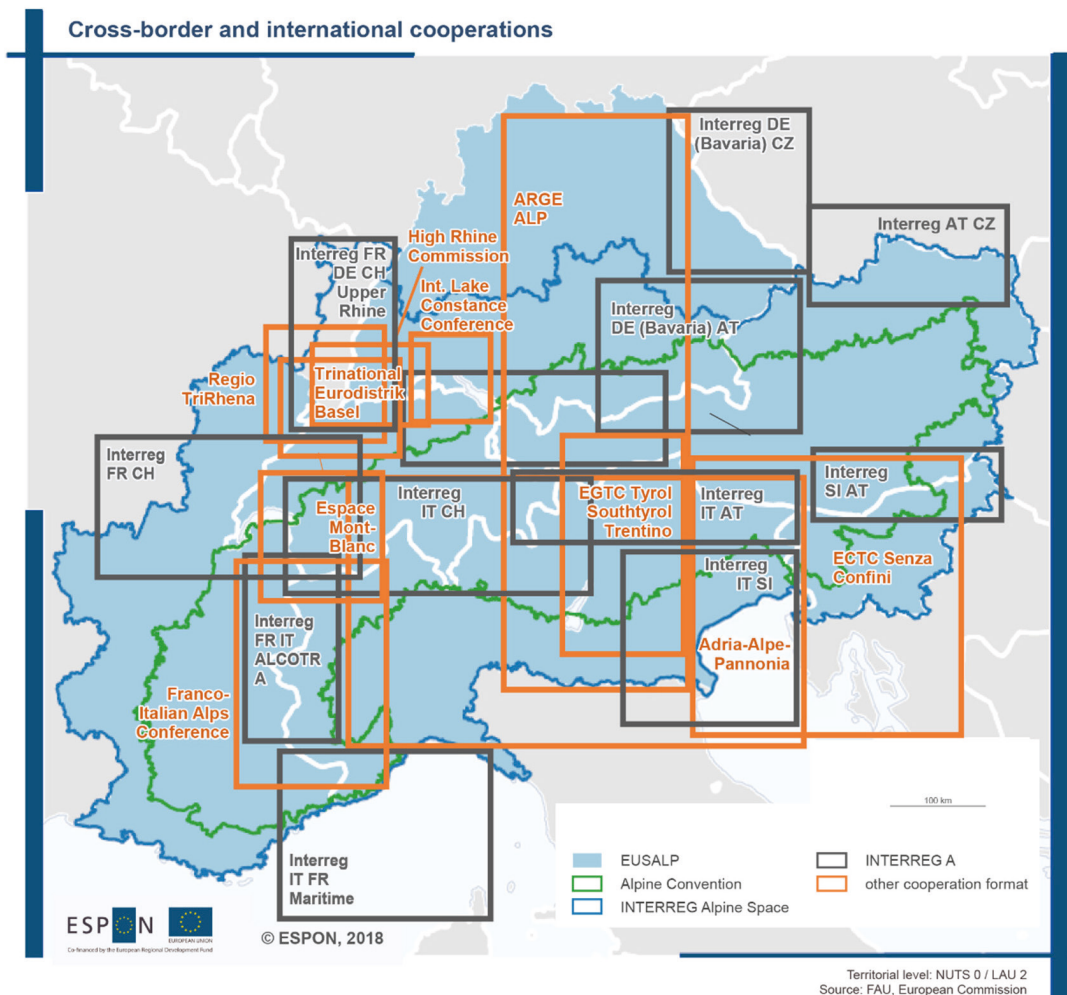 Cross-border and international cooperations
Interreg DE
(Bavaria) CZ
ARGE
ALP
Interreg AT CZ
High Rhine
Commission
Interreg FR
DE CH
Upper
Rhine
Int. Lake
Constance
Conference
Interreg
DE (Bavaria) AT
Regio
TriRhena
Trinational
Eurodistrik
Basel
Interreg
FR CH
Interreg
SI AT
Espace
Mont-
Blanc
Interreg
IT CH
EGTC Tyrol
Southtyrol
Trentino
Interreg
IT AT
ECTC Senza
Confini
Interreg
IT SI
Interreg
FR IT
ALCOTR
A
Adria-Alpe-
Pannonia
Franco-
Italian Alps
Conference
100 km
Interreg
IT FR
Maritime
EUSALP
Alpine Convention
INTERREG Alpine Space
INTERREG A
other cooperation format
ESPON
EUROPEAN UNION
Co-financed by the European Regional Development Fund
© ESPON, 2018
Territorial level: NUTS 0 / LAU 2
Source: FAU, European Commission